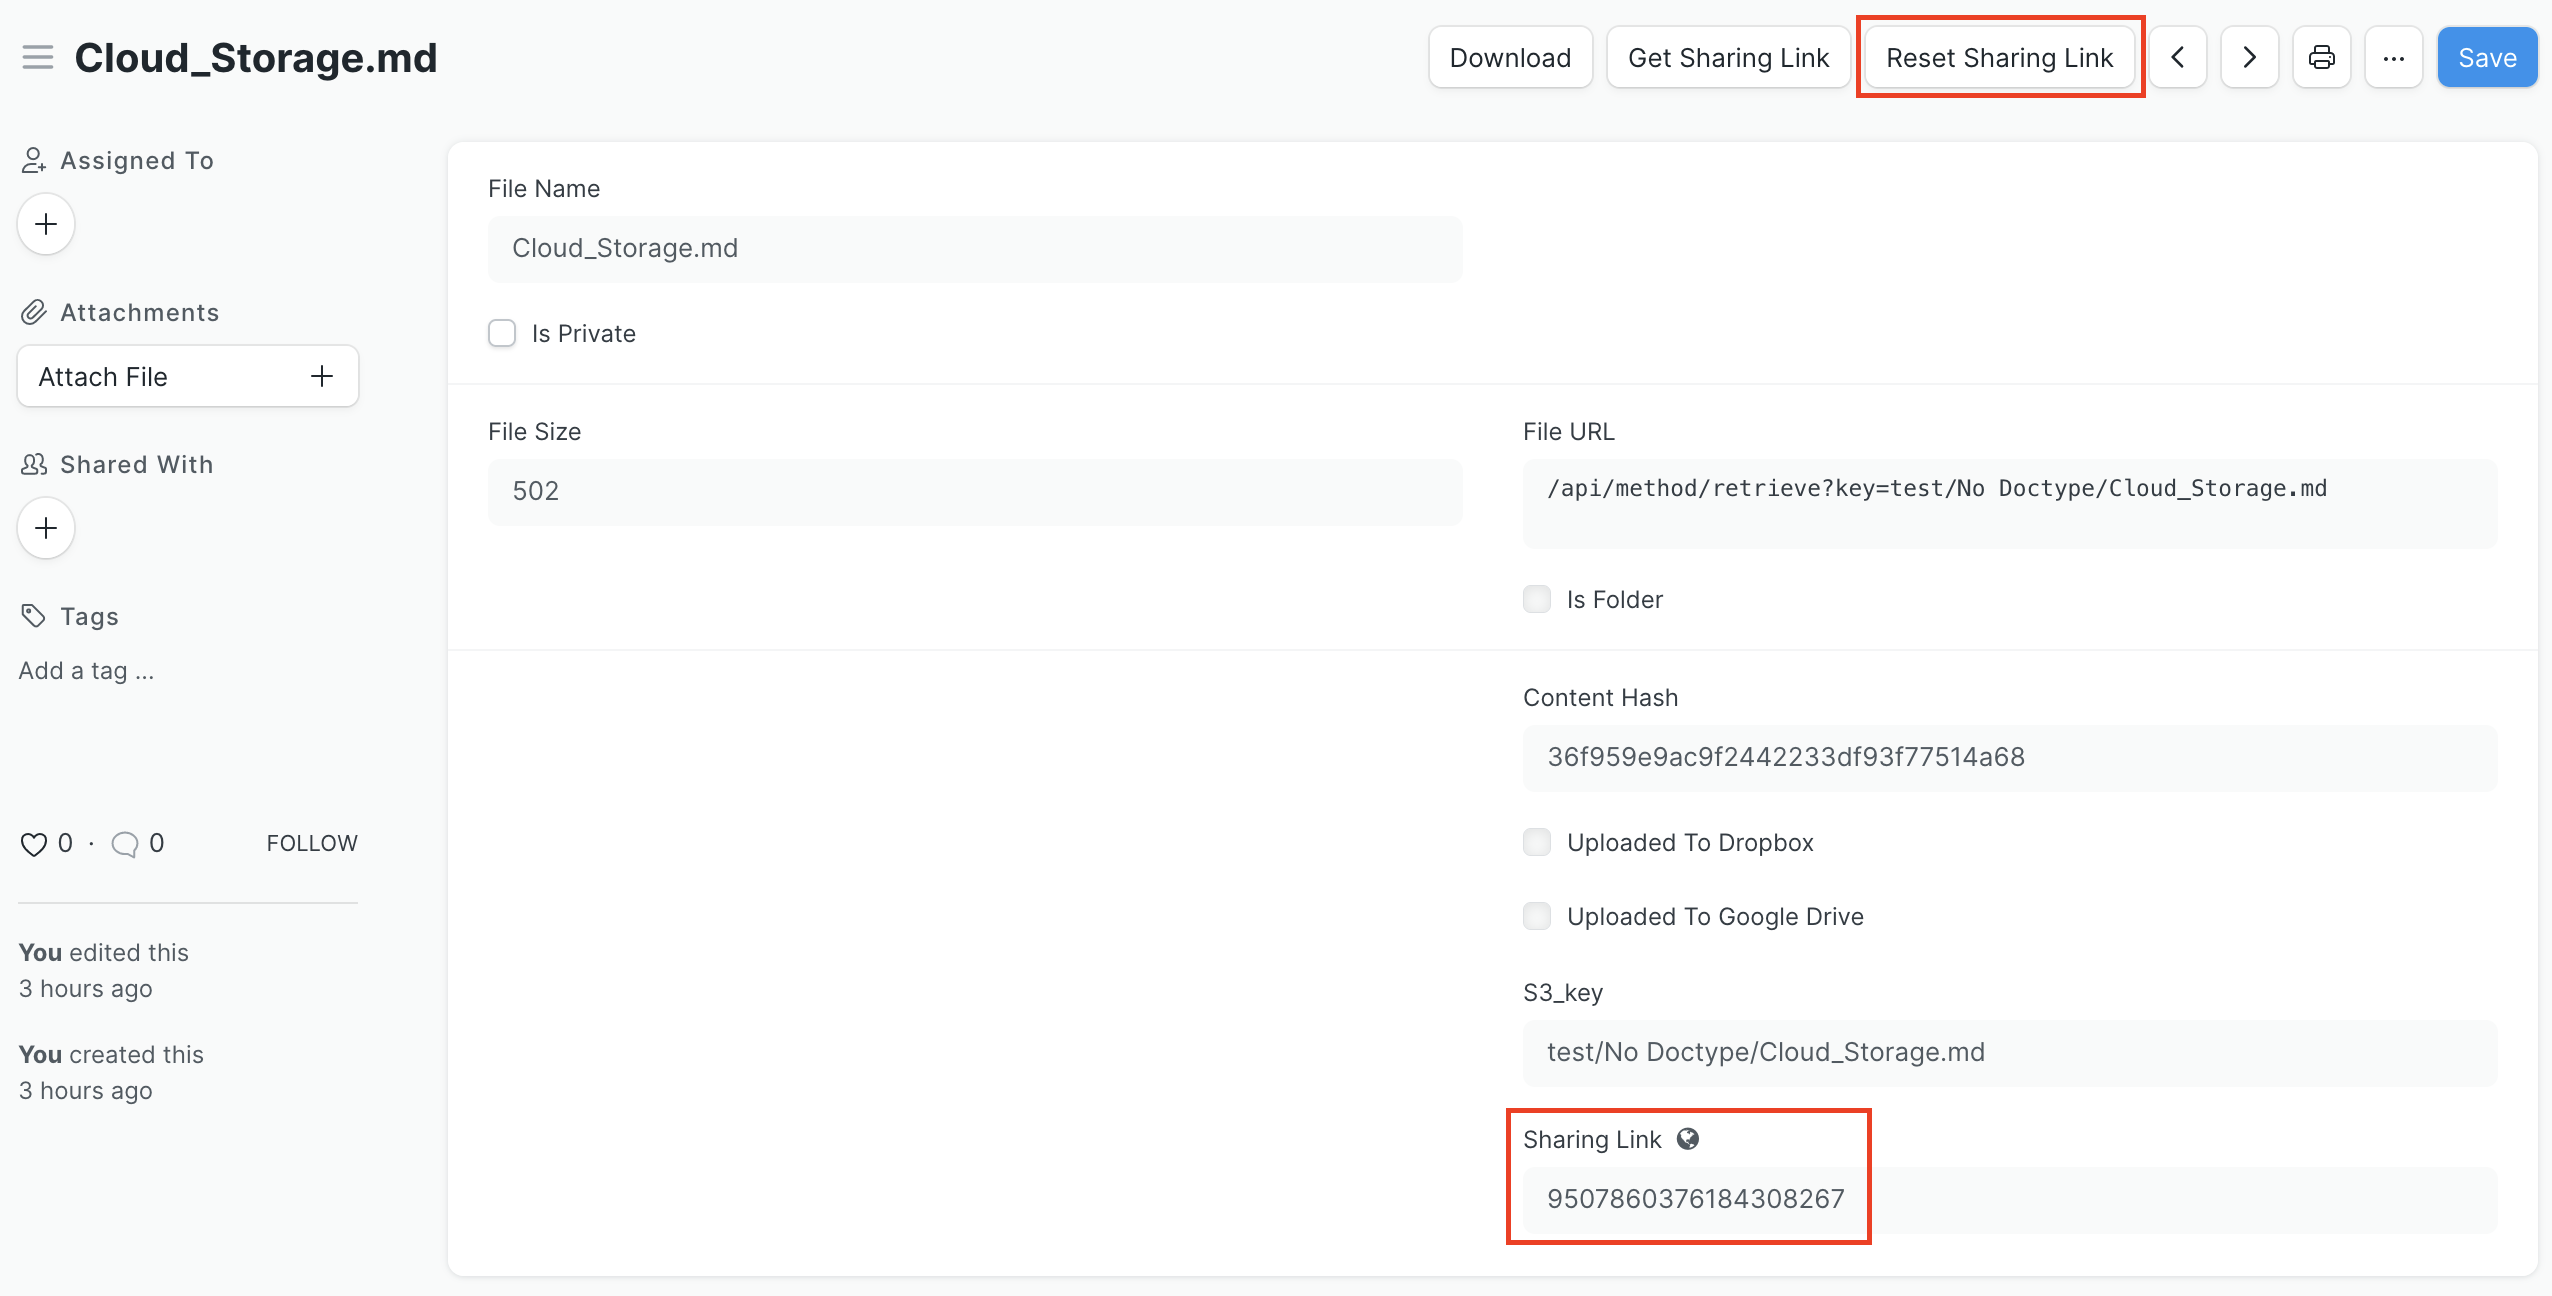 Cloud_Storage.md
Download
Get Sharing Link
Reset Sharing Link
...
Save
Assigned To
Attachments
Attach File
Shared With
Tags
Add a tag ...
0 · 0
FOLLOW
You edited this
3 hours ago
You created this
3 hours ago
File Name
Cloud_Storage.md
Is Private
File Size
502
File URL
/api/method/retrieve?key=test/No Doctype/Cloud_Storage.md
Is Folder
Content Hash
36f959e9ac9f2442233df93f77514a68
Uploaded To Dropbox
Uploaded To Google Drive
S3_key
test/No Doctype/Cloud_Storage.md
Sharing Link
9507860376184308267